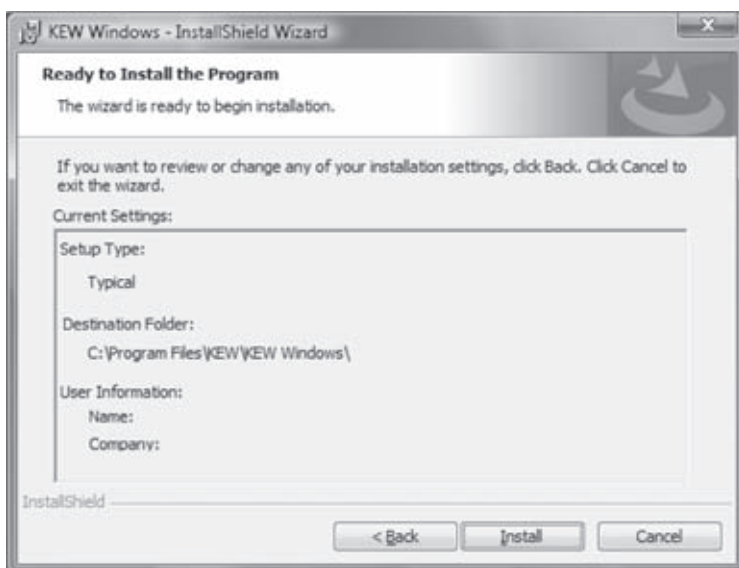 KEW Windows - InstallShield Wizard
Ready to Install the Program
The wizard is ready to begin installation.
If you want to review or change any of your installation settings, click Back. Click Cancel to
exit the wizard.
Current Settings:
Setup Type:
Typical
Destination Folder:
C:\Program Files\KEW\KEW Windows\
User Information:
Name:
Company:
InstallShield
< Back
Install
Cancel